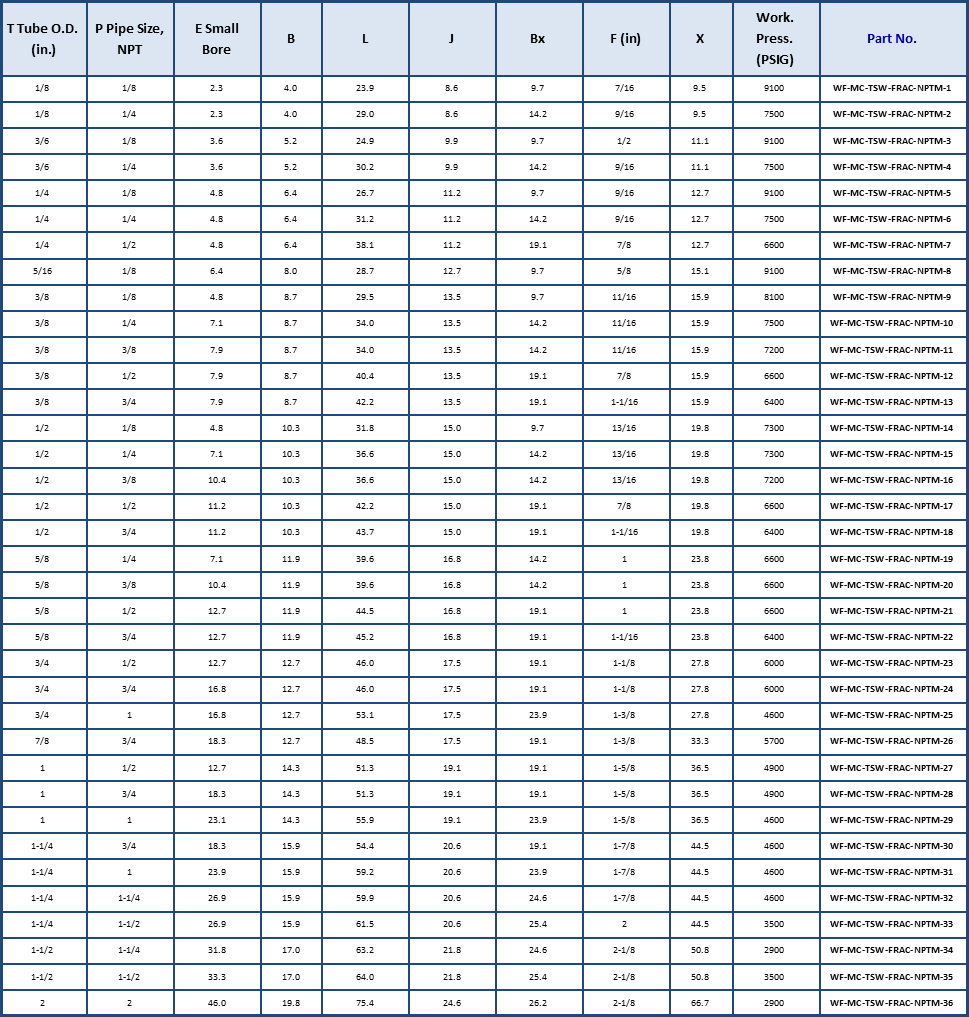 T Tube O.D. (in.) P Pipe Size, NPT E Small Bore B L J Bx F (in) X Work. Press. (PSIG) Part No.
1/8 1/8 2.3 4.0 23.9 8.6 9.7 7/16 9.5 9100 WF-MC-TSW-FRAC-NPTM-1
1/8 1/4 2.3 4.0 29.0 8.6 14.2 9/16 9.5 7500 WF-MC-TSW-FRAC-NPTM-2
3/6 1/8 3.6 5.2 24.9 9.9 9.7 1/2 11.1 9100 WF-MC-TSW-FRAC-NPTM-3
3/6 1/4 3.6 5.2 30.2 9.9 14.2 9/16 11.1 7500 WF-MC-TSW-FRAC-NPTM-4
1/4 1/8 4.8 6.4 26.7 11.2 9.7 9/16 12.7 9100 WF-MC-TSW-FRAC-NPTM-5
1/4 1/4 4.8 6.4 31.2 11.2 14.2 9/16 12.7 7500 WF-MC-TSW-FRAC-NPTM-6
1/4 1/2 4.8 6.4 38.1 11.2 19.1 7/8 12.7 6600 WF-MC-TSW-FRAC-NPTM-7
5/16 1/8 6.4 8.0 28.7 12.7 9.7 5/8 15.1 9100 WF-MC-TSW-FRAC-NPTM-8
3/8 1/8 4.8 8.7 29.5 13.5 9.7 11/16 15.9 8100 WF-MC-TSW-FRAC-NPTM-9
3/8 1/4 7.1 8.7 34.0 13.5 14.2 11/16 15.9 7500 WF-MC-TSW-FRAC-NPTM-10
3/8 3/8 7.9 8.7 34.0 13.5 14.2 11/16 15.9 7200 WF-MC-TSW-FRAC-NPTM-11
3/8 1/2 7.9 8.7 40.4 13.5 19.1 7/8 15.9 6600 WF-MC-TSW-FRAC-NPTM-12
3/8 3/4 7.9 8.7 42.2 13.5 19.1 1-1/16 15.9 6400 WF-MC-TSW-FRAC-NPTM-13
1/2 1/8 4.8 10.3 31.8 15.0 9.7 13/16 19.8 7300 WF-MC-TSW-FRAC-NPTM-14
1/2 1/4 7.1 10.3 36.6 15.0 14.2 13/16 19.8 7300 WF-MC-TSW-FRAC-NPTM-15
1/2 3/8 10.4 10.3 36.6 15.0 14.2 13/16 19.8 7200 WF-MC-TSW-FRAC-NPTM-16
1/2 1/2 11.2 10.3 42.2 15.0 19.1 7/8 19.8 6600 WF-MC-TSW-FRAC-NPTM-17
1/2 3/4 11.2 10.3 43.7 15.0 19.1 1-1/16 19.8 6400 WF-MC-TSW-FRAC-NPTM-18
5/8 1/4 7.1 11.9 39.6 16.8 14.2 1 23.8 6600 WF-MC-TSW-FRAC-NPTM-19
5/8 3/8 10.4 11.9 39.6 16.8 14.2 1 23.8 6600 WF-MC-TSW-FRAC-NPTM-20
5/8 1/2 12.7 11.9 44.5 16.8 19.1 1 23.8 6600 WF-MC-TSW-FRAC-NPTM-21
5/8 3/4 12.7 11.9 45.2 16.8 19.1 1-1/16 23.8 6400 WF-MC-TSW-FRAC-NPTM-22
3/4 1/2 12.7 12.7 46.0 17.5 19.1 1-1/8 27.8 6000 WF-MC-TSW-FRAC-NPTM-23
3/4 3/4 16.8 12.7 46.0 17.5 19.1 1-1/8 27.8 6000 WF-MC-TSW-FRAC-NPTM-24
3/4 1 16.8 12.7 53.1 17.5 23.9 1-3/8 27.8 4600 WF-MC-TSW-FRAC-NPTM-25
7/8 3/4 18.3 12.7 48.5 17.5 19.1 1-3/8 33.3 5700 WF-MC-TSW-FRAC-NPTM-26
1 1/2 12.7 14.3 51.3 19.1 19.1 1-5/8 36.5 4900 WF-MC-TSW-FRAC-NPTM-27
1 3/4 18.3 14.3 51.3 19.1 19.1 1-5/8 36.5 4900 WF-MC-TSW-FRAC-NPTM-28
1 1 23.1 14.3 55.9 19.1 23.9 1-5/8 36.5 4600 WF-MC-TSW-FRAC-NPTM-29
1-1/4 3/4 18.3 15.9 54.4 20.6 19.1 1-7/8 44.5 4600 WF-MC-TSW-FRAC-NPTM-30
1-1/4 1 23.9 15.9 59.2 20.6 23.9 1-7/8 44.5 4600 WF-MC-TSW-FRAC-NPTM-31
1-1/4 1-1/4 26.9 15.9 59.9 20.6 24.6 1-7/8 44.5 4600 WF-MC-TSW-FRAC-NPTM-32
1-1/4 1-1/2 26.9 15.9 61.5 20.6 25.4 2 44.5 3500 WF-MC-TSW-FRAC-NPTM-33
1-1/2 1-1/4 31.8 17.0 63.2 21.8 24.6 2-1/8 50.8 2900 WF-MC-TSW-FRAC-NPTM-34
1-1/2 1-1/2 33.3 17.0 64.0 21.8 25.4 2-1/8 50.8 3500 WF-MC-TSW-FRAC-NPTM-35
2 2 46.0 19.8 75.4 24.6 26.2 2-1/8 66.7 2900 WF-MC-TSW-FRAC-NPTM-36